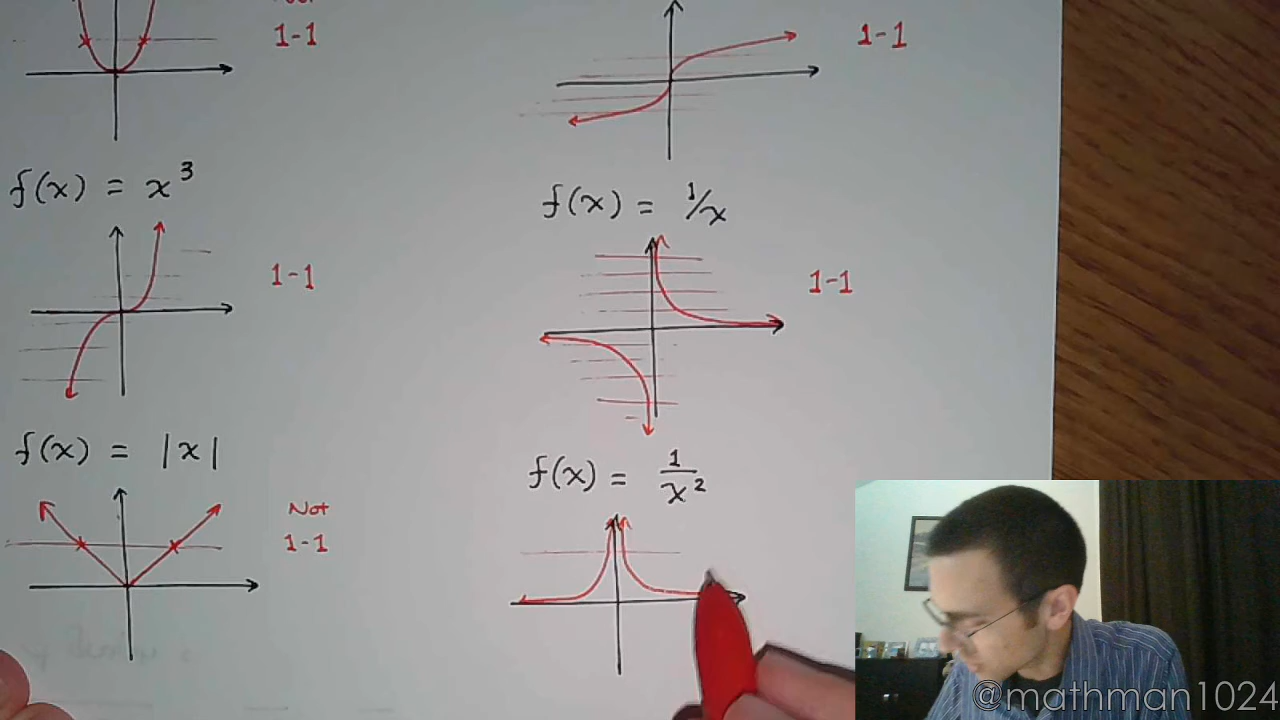 1-1
1-1
f(x) = x³
1-1
f(x) = 1/x
1-1
f(x) = |x|
Not
1-1
f(x) = 1/x²
@mathman1024